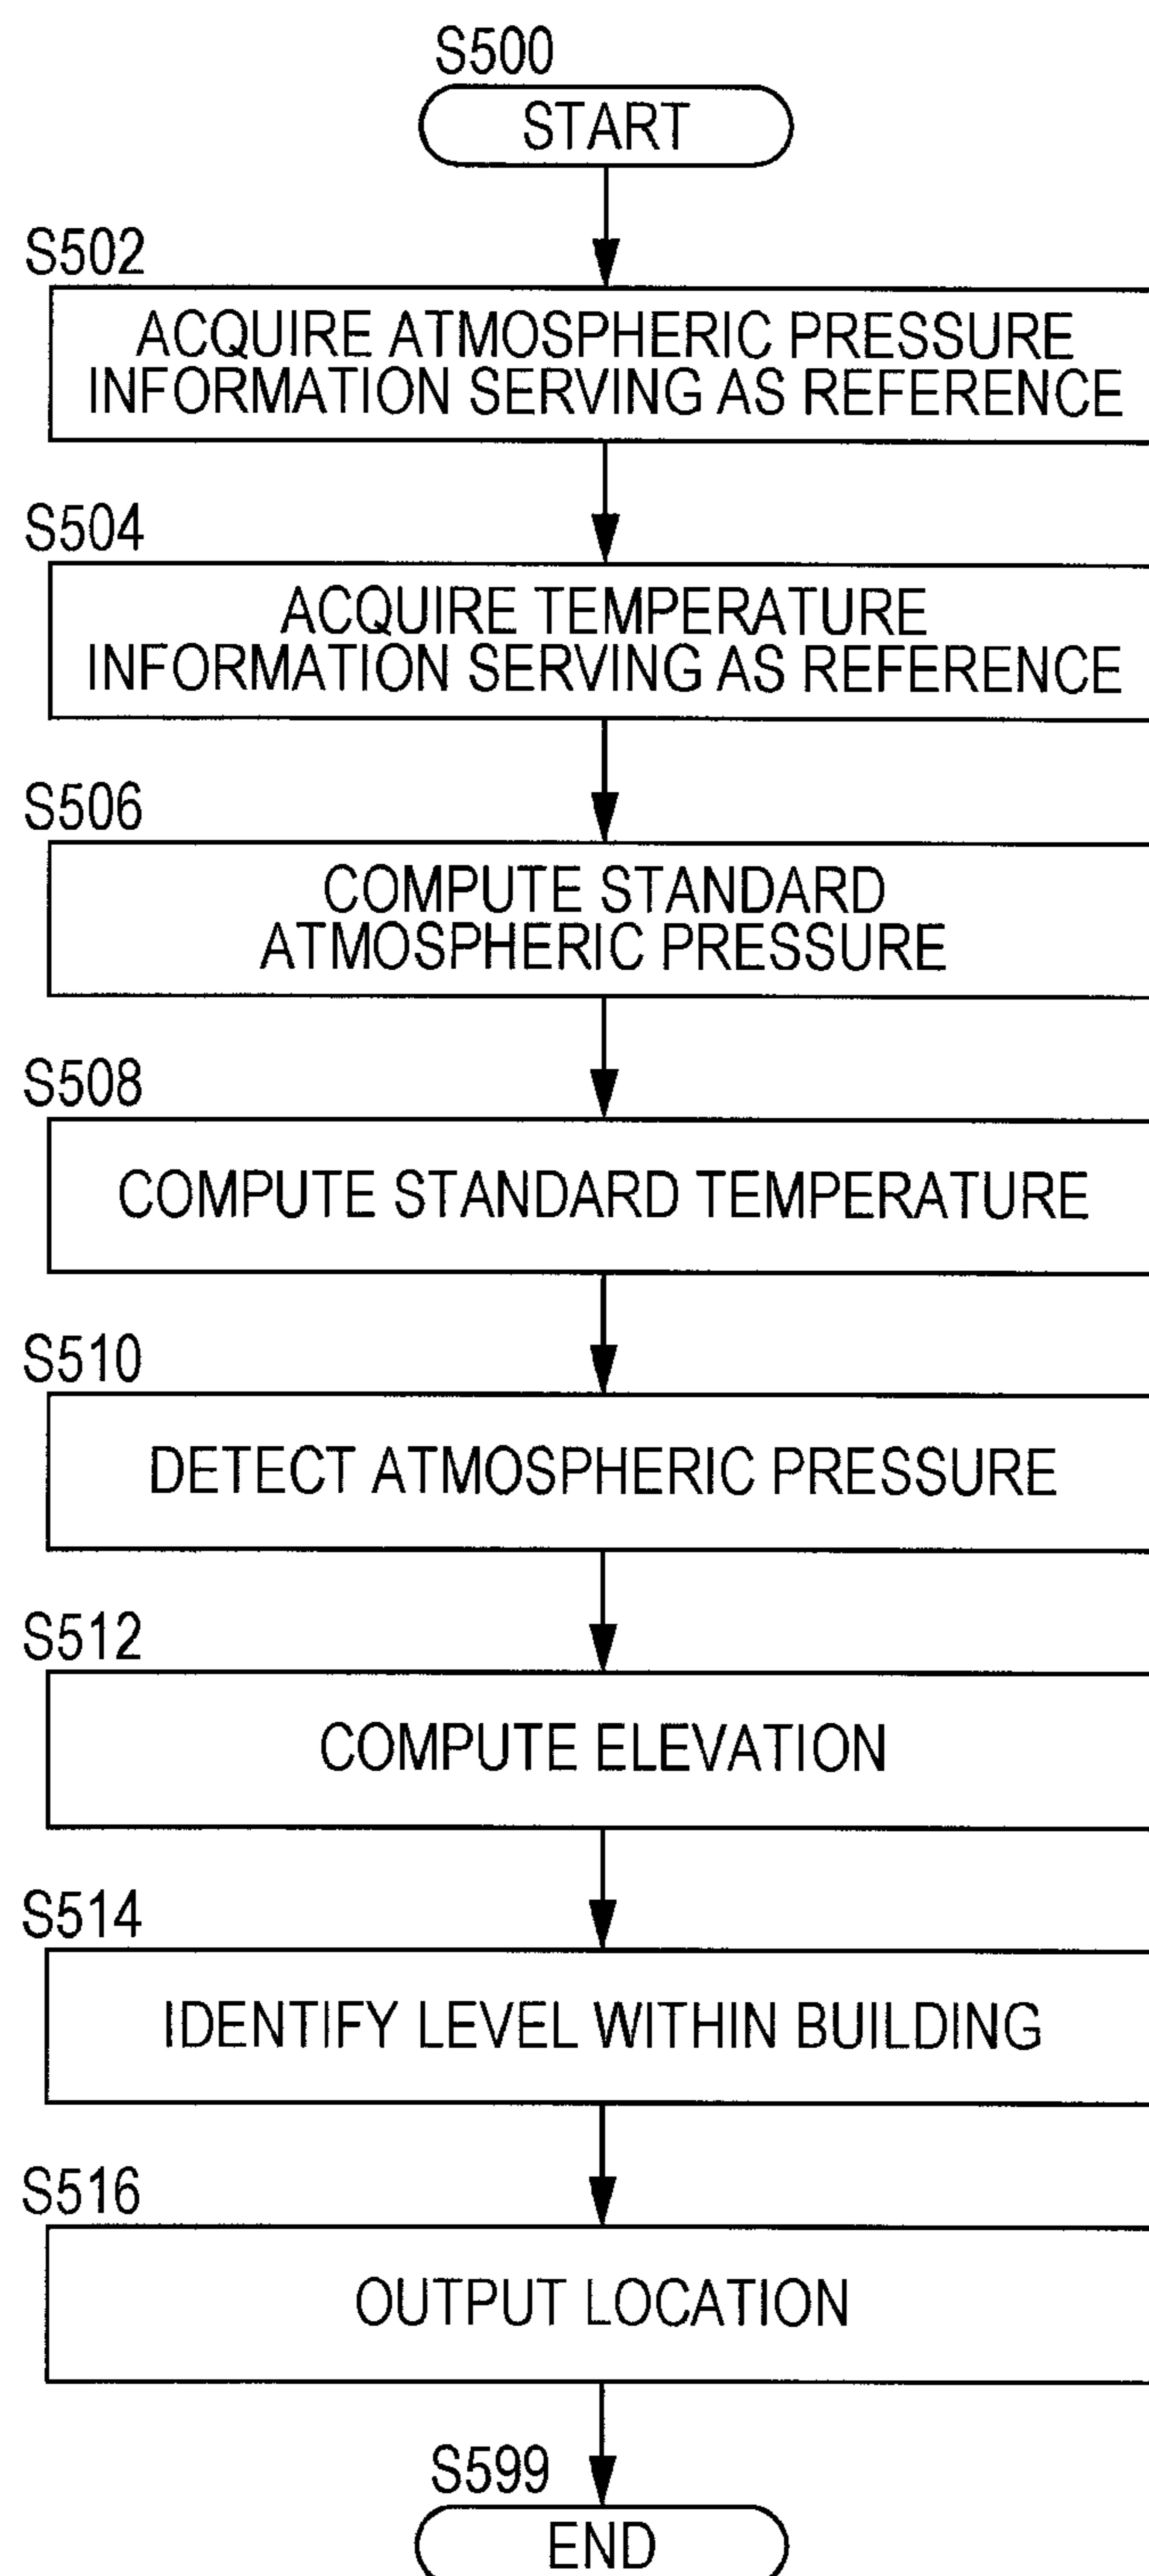 S500
START
S502
ACQUIRE ATMOSPHERIC PRESSURE
INFORMATION SERVING AS REFERENCE
S504
ACQUIRE TEMPERATURE
INFORMATION SERVING AS REFERENCE
S506
COMPUTE STANDARD
ATMOSPHERIC PRESSURE
S508
COMPUTE STANDARD TEMPERATURE
S510
DETECT ATMOSPHERIC PRESSURE
S512
COMPUTE ELEVATION
S514
IDENTIFY LEVEL WITHIN BUILDING
S516
OUTPUT LOCATION
S599
END